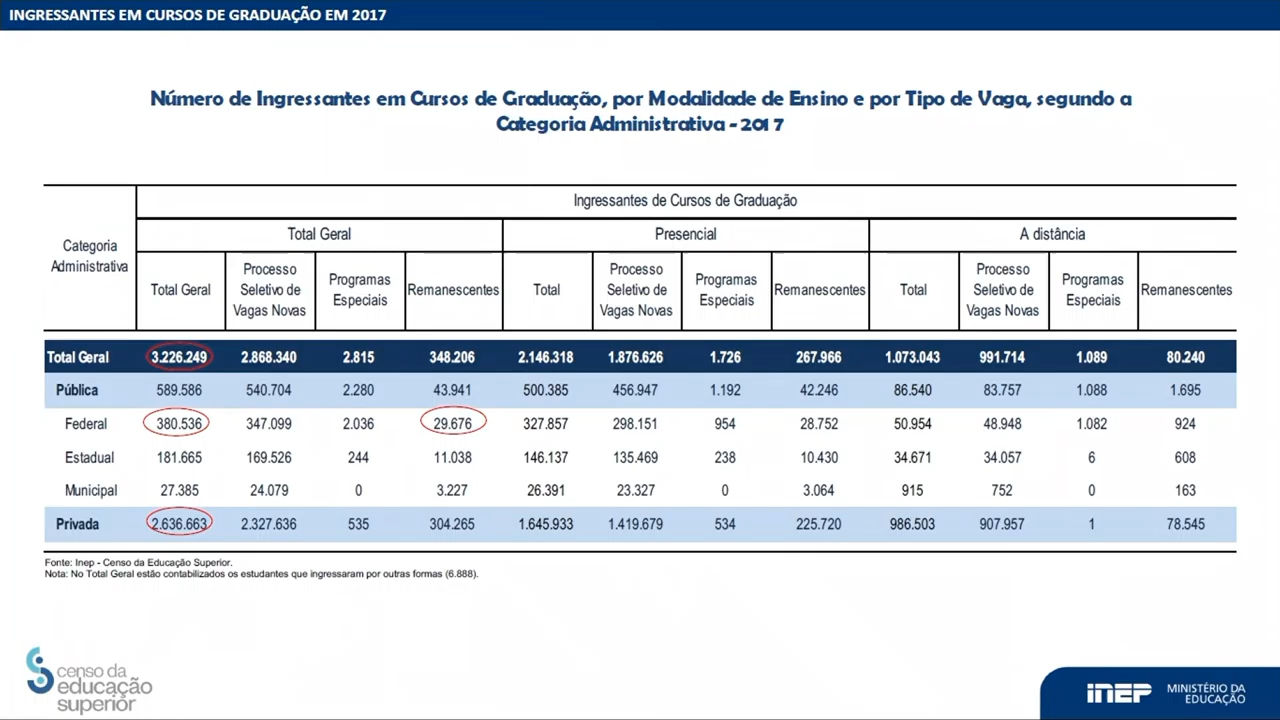 INGRESSANTES EM CURSOS DE GRADUAÇÃO EM 2017
Número de Ingressantes em Cursos de Graduação, por Modalidade de Ensino e por Tipo de Vaga, segundo a
Categoria Administrativa - 2017
Categoria
Administrativa
Ingressantes de Cursos de Graduação
Total Geral Presencial A distância
Total Geral Processo Seletivo de Vagas Novas Programas Especiais Remanescentes Total Processo Seletivo de Vagas Novas Programas Especiais Remanescentes Total Processo Seletivo de Vagas Novas Programas Especiais Remanescentes
Total Geral 3.226.249 2.868.340 2.815 348.206 2.146.318 1.876.626 1.726 267.966 1.073.043 991.714 1.089 80.240
Pública 589.586 540.704 2.280 43.941 500.385 456.947 1.192 42.246 86.540 83.757 1.088 1.695
Federal 380.536 347.099 2.036 29.676 327.857 298.151 954 28.752 50.954 48.948 1.082 924
Estadual 181.665 169.526 244 11.038 146.137 135.469 238 10.430 34.671 34.057 6 608
Municipal 27.385 24.079 0 3.227 26.391 23.327 0 3.064 915 752 0 163
Privada 2.636.663 2.327.636 535 304.265 1.645.933 1.419.679 534 225.720 986.503 907.957 1 78.545
Fonte: Inep - Censo da Educação Superior.
Nota: No Total Geral estão contabilizados os estudantes que ingressaram por outras formas (6.888).
censo da
educação
superior
INEP
MINISTÉRIO DA
EDUCAÇÃO